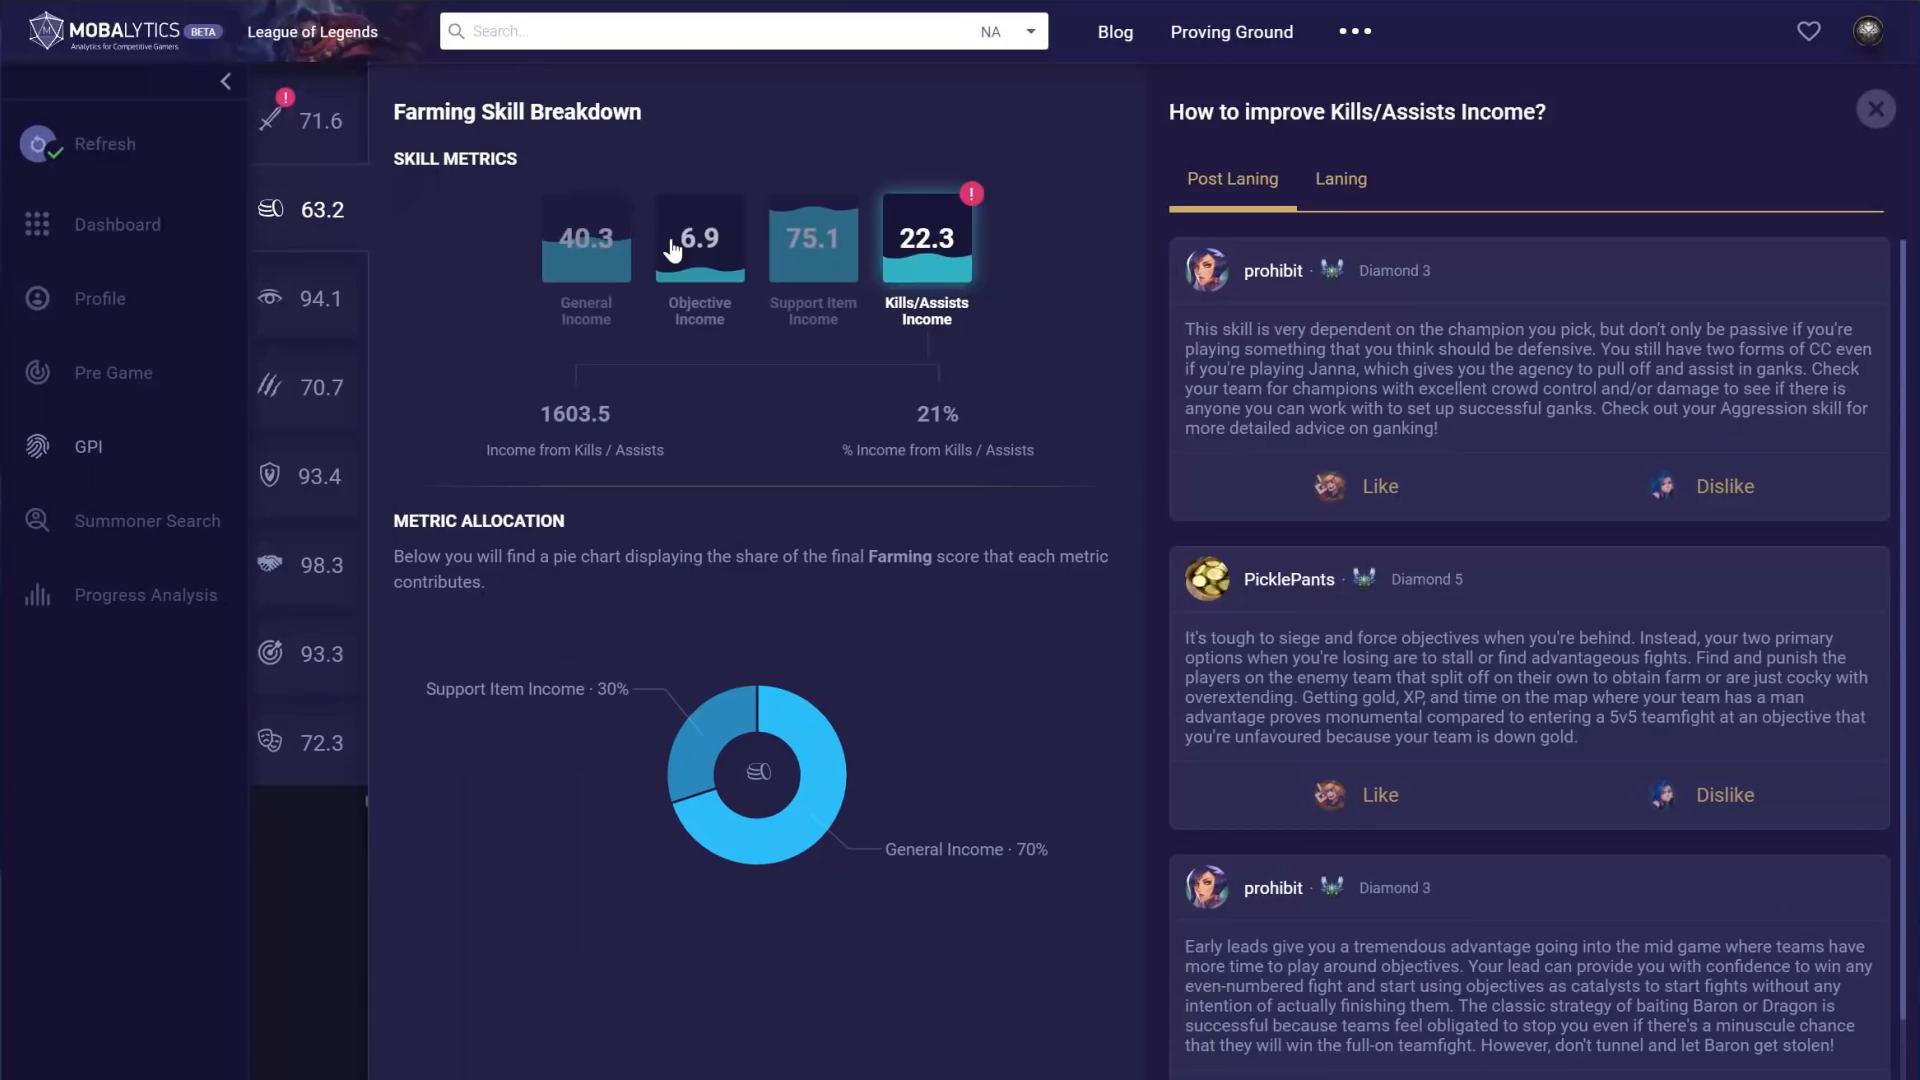 MOBALYTICS BETA
Analytics for Competitive Gamers
League of Legends
Search...
NA
Blog
Proving Ground
Refresh
Dashboard
Profile
Pre Game
GPI
Summoner Search
Progress Analysis
! 71.6
63.2
94.1
70.7
93.4
98.3
93.3
72.3
Farming Skill Breakdown
SKILL METRICS
40.3
General
Income
6.9
Objective
Income
75.1
Support Item
Income
!
22.3
Kills/Assists
Income
1603.5
Income from Kills / Assists
21%
% Income from Kills / Assists
METRIC ALLOCATION
Below you will find a pie chart displaying the share of the final Farming score that each metric
contributes.
Support Item Income · 30%
General Income · 70%
How to improve Kills/Assists Income?
Post Laning
Laning
prohibit · Diamond 3
This skill is very dependent on the champion you pick, but don't only be passive if you're
playing something that you think should be defensive. You still have two forms of CC even
if you're playing Janna, which gives you the agency to pull off and assist in ganks. Check
your team for champions with excellent crowd control and/or damage to see if there is
anyone you can work with to set up successful ganks. Check out your Aggression skill for
more detailed advice on ganking!
Like
Dislike
PicklePants · Diamond 5
It's tough to siege and force objectives when you're behind. Instead, your two primary
options when you're losing are to stall or find advantageous fights. Find and punish the
players on the enemy team that split off on their own to obtain farm or are just cocky with
overextending. Getting gold, XP, and time on the map where your team has a man
advantage proves monumental compared to entering a 5v5 teamfight at an objective that
you're unfavoured because your team is down gold.
Like
Dislike
prohibit · Diamond 3
Early leads give you a tremendous advantage going into the mid game where teams have
more time to play around objectives. Your lead can provide you with confidence to win any
even-numbered fight and start using objectives as catalysts to start fights without any
intention of actually finishing them. The classic strategy of baiting Baron or Dragon is
successful because teams feel obligated to stop you even if there's a minuscule chance
that they will win the full-on teamfight. However, don't tunnel and let Baron get stolen!